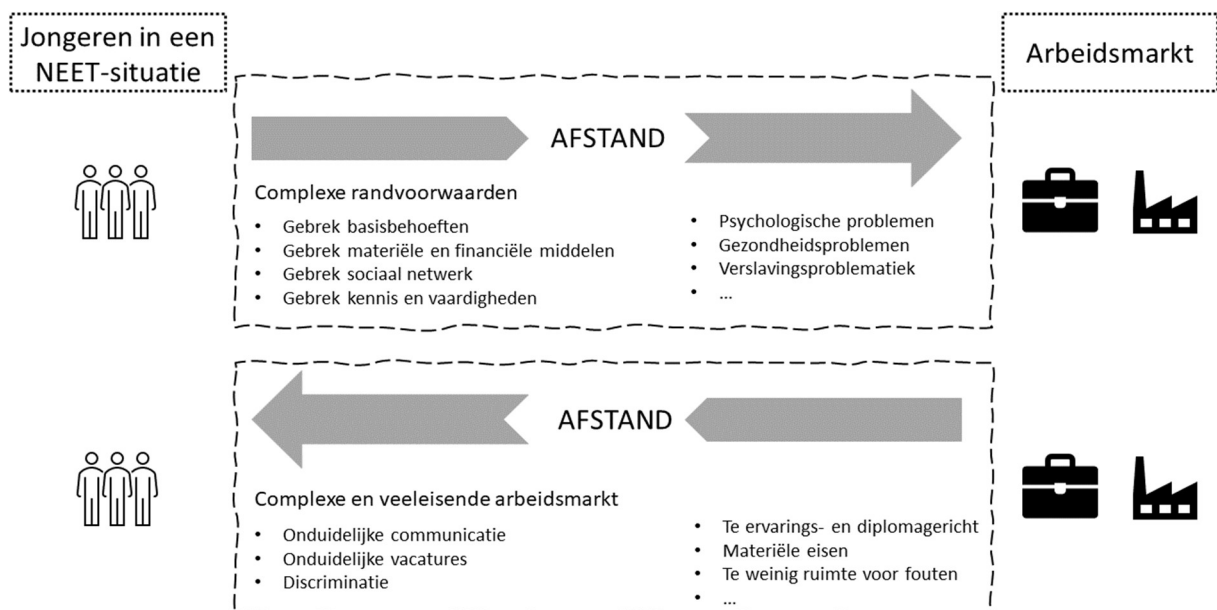 Jongeren in een
NEET-situatie
Arbeidsmarkt
AFSTAND
Complexe randvoorwaarden
• Gebrek basisbehoeften
• Gebrek materiële en financiële middelen
• Gebrek sociaal netwerk
• Gebrek kennis en vaardigheden
• Psychologische problemen
• Gezondheidsproblemen
• Verslavingsproblematiek
• ...
AFSTAND
Complexe en veeleisende arbeidsmarkt
• Onduidelijke communicatie
• Onduidelijke vacatures
• Discriminatie
• Te ervarings- en diplomagericht
• Materiële eisen
• Te weinig ruimte voor fouten
• ...